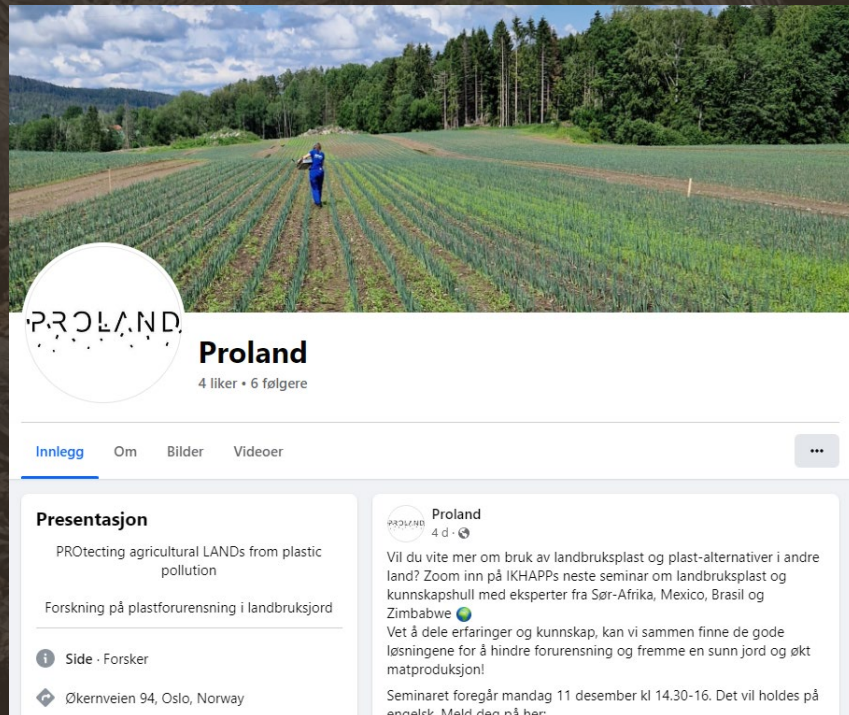 PROLAND
Proland
4 liker • 6 følgere
Innlegg
Om
Bilder
Videoer
Presentasjon
PROtecting agricultural LANDs from plastic
pollution
Forskning på plastforurensning i landbruksjord
Side · Forsker
Økernveien 94, Oslo, Norway
PROLAND
Proland
4 d ·
Vil du vite mer om bruk av landbruksplast og plast-alternativer i andre
land? Zoom inn på IKHAPPs neste seminar om landbruksplast og
kunnskapshull med eksperter fra Sør-Afrika, Mexico, Brasil og
Zimbabwe 🌍
Vet å dele erfaringer og kunnskap, kan vi sammen finne de gode
løsningene for å hindre forurensning og fremme en sunn jord og økt
matproduksjon!
Seminaret foregår mandag 11 desember kl 14.30-16. Det vil holdes på
engelsk. Meld deg på her: